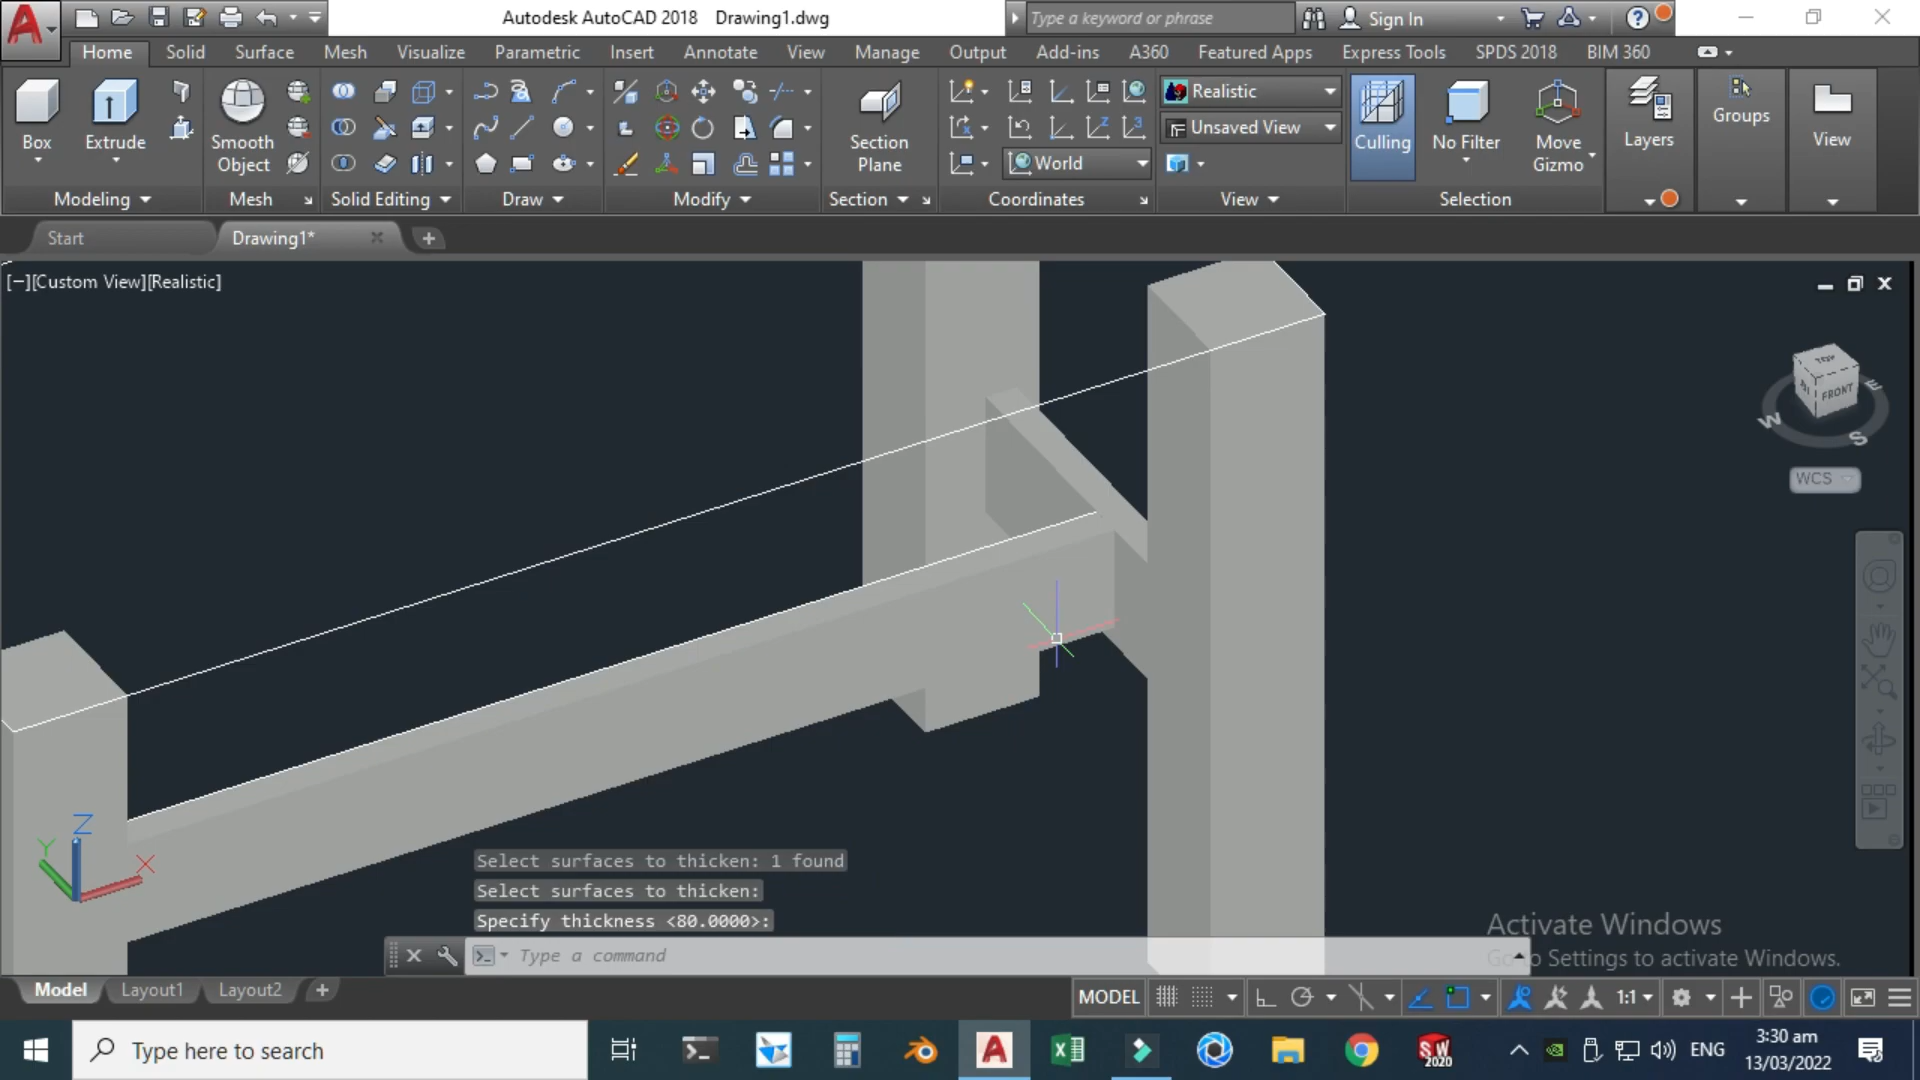 Autodesk AutoCAD 2018 Drawing1.dwg
Type a keyword or phrase
Sign In
Home Solid Surface Mesh Visualize Parametric Insert Annotate View Manage Output Add-ins A360 Featured Apps Express Tools SPDS 2018 BIM 360
Box
Extrude
Smooth Object
Section Plane
World
Realistic
Unsaved View
Culling
No Filter
Move Gizmo
Layers
Groups
View
Modeling Mesh Solid Editing Draw Modify Section Coordinates View Selection
Start Drawing1*
[−][Custom View][Realistic]
TOP
FRONT
W
S
E
WCS
Z
Y
X
Select surfaces to thicken: 1 found
Select surfaces to thicken:
Specify thickness <80.0000>:
Type a command
Activate Windows
Go to Settings to activate Windows.
Model Layout1 Layout2
MODEL
1:1
Type here to search
SW 2020
ENG
3:30 am
13/03/2022